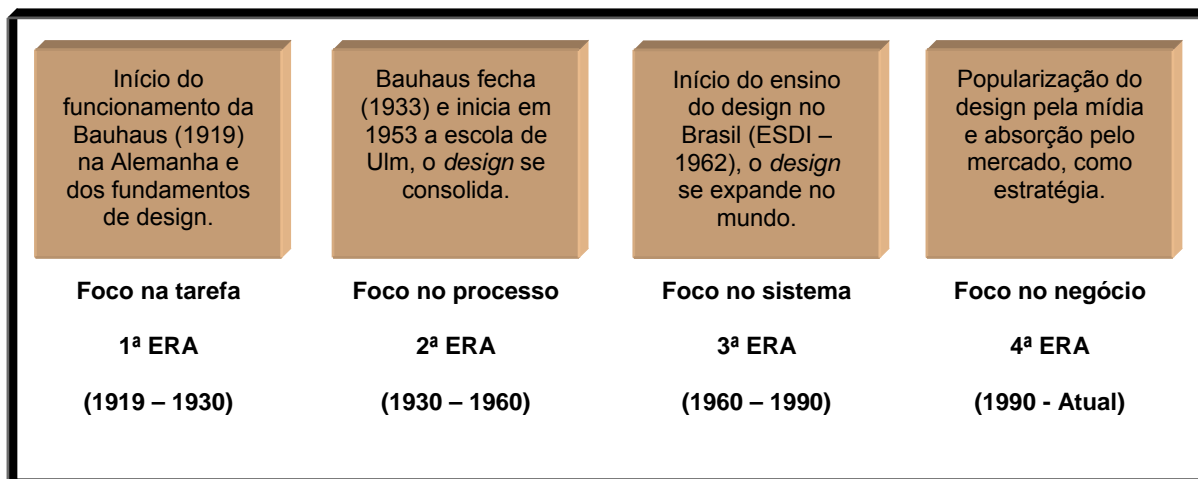 Início do
funcionamento da
Bauhaus (1919)
na Alemanha e
dos fundamentos
de design.
Bauhaus fecha
(1933) e inicia em
1953 a escola de
Ulm, o design se
consolida.
Início do ensino
do design no
Brasil (ESDI –
1962), o design
se expande no
mundo.
Popularização do
design pela mídia
e absorção pelo
mercado, como
estratégia.
Foco na tarefa
1ª ERA
(1919 – 1930)
Foco no processo
2ª ERA
(1930 – 1960)
Foco no sistema
3ª ERA
(1960 – 1990)
Foco no negócio
4ª ERA
(1990 - Atual)